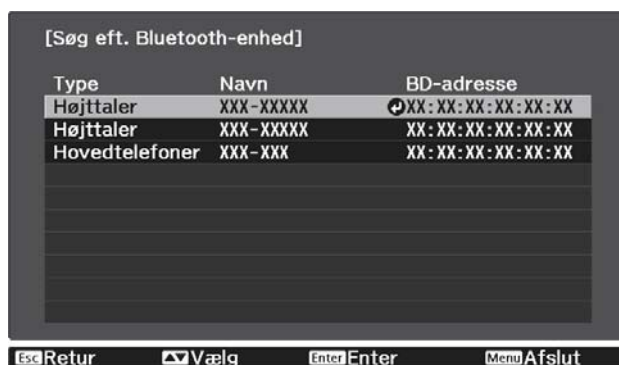 [Søg eft. Bluetooth-enhed]
Type Navn BD-adresse
Højttaler XXX-XXXXX XX:XX:XX:XX:XX:XX
Højttaler XXX-XXXXX XX:XX:XX:XX:XX:XX
Hovedtelefoner XXX-XXX XX:XX:XX:XX:XX:XX
Esc Retur Vælg Enter Enter Menu Afslut